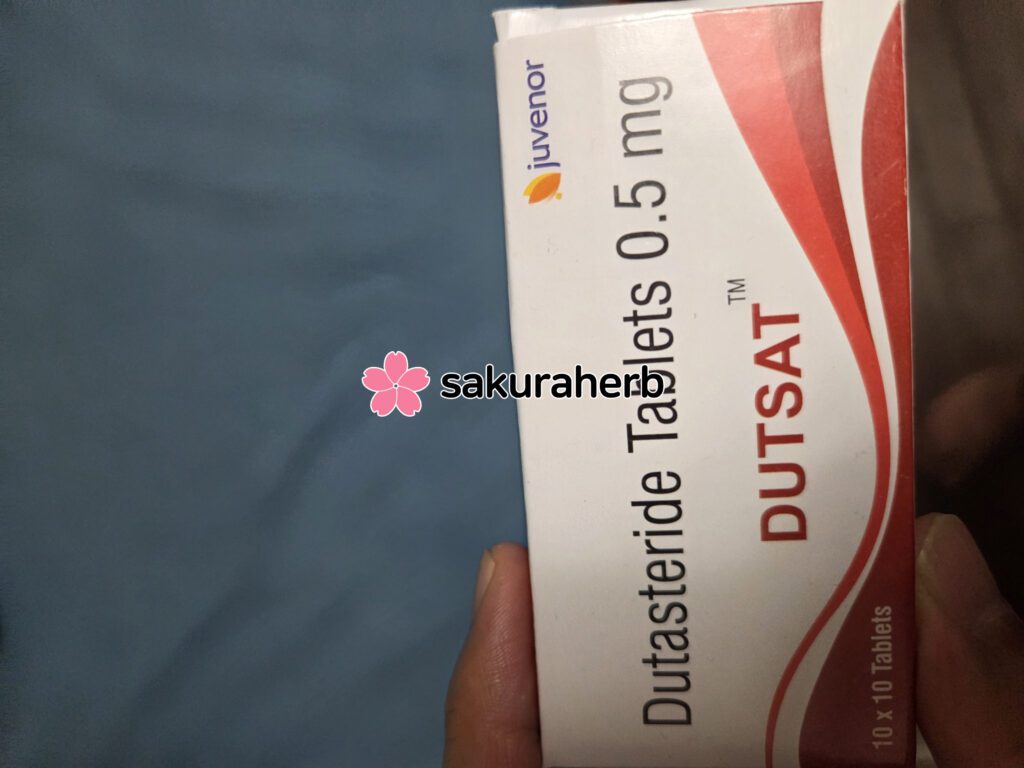 juvenor
Dutasteride Tablets 0.5 mg
DUTSAT™
10 x 10 Tablets
sakuraherb